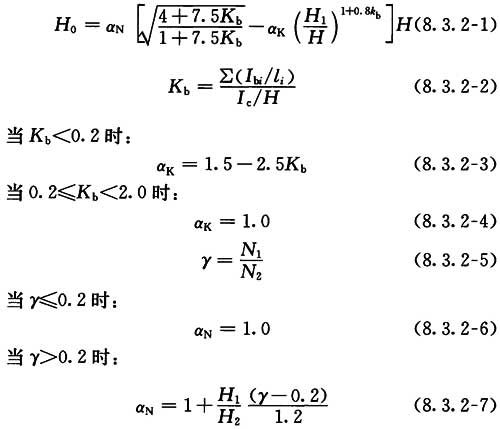 H₀ = α_N [√((4+7.5K_b)/(1+7.5K_b)) − α_K (H₁/H)^(1+0.8k_b)] H (8.3.2-1)
K_b = Σ(I_bi/l_i)/(I_c/H) (8.3.2-2)
当 K_b<0.2 时:
α_K = 1.5−2.5K_b (8.3.2-3)
当 0.2⩽K_b<2.0 时:
α_K = 1.0 (8.3.2-4)
γ = N₁/N₂ (8.3.2-5)
当 γ⩽0.2 时:
α_N = 1.0 (8.3.2-6)
当 γ>0.2 时:
α_N = 1 + H₁/H₂ (γ−0.2)/1.2 (8.3.2-7)